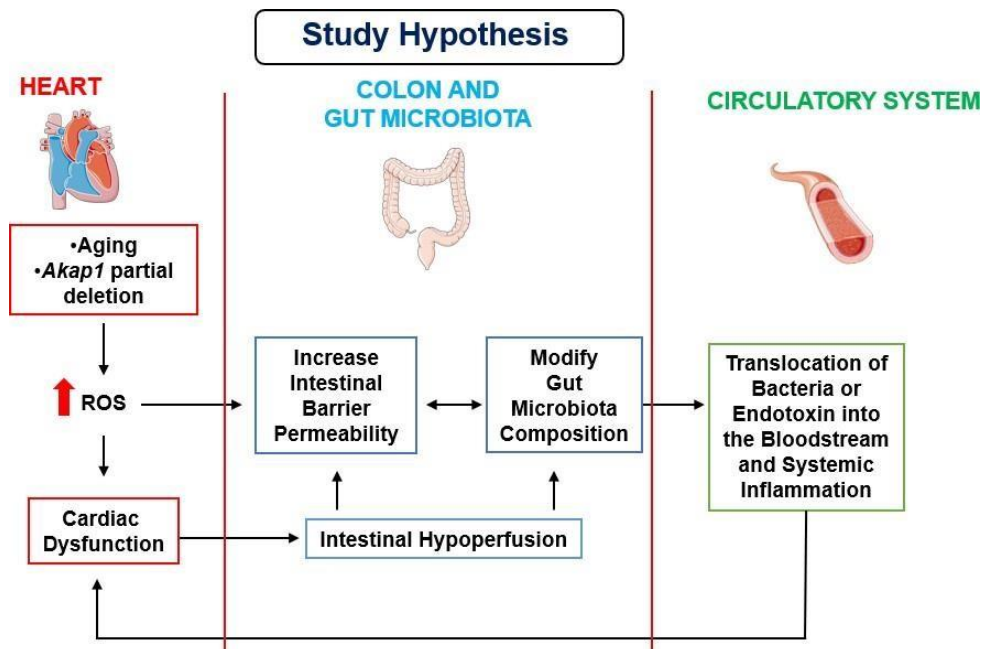 Study Hypothesis
HEART
COLON AND
GUT MICROBIOTA
CIRCULATORY SYSTEM
•Aging
•Akap1 partial
deletion
ROS
Cardiac
Dysfunction
Increase
Intestinal
Barrier
Permeability
Modify
Gut
Microbiota
Composition
Intestinal Hypoperfusion
Translocation of
Bacteria or
Endotoxin into
the Bloodstream
and Systemic
Inflammation